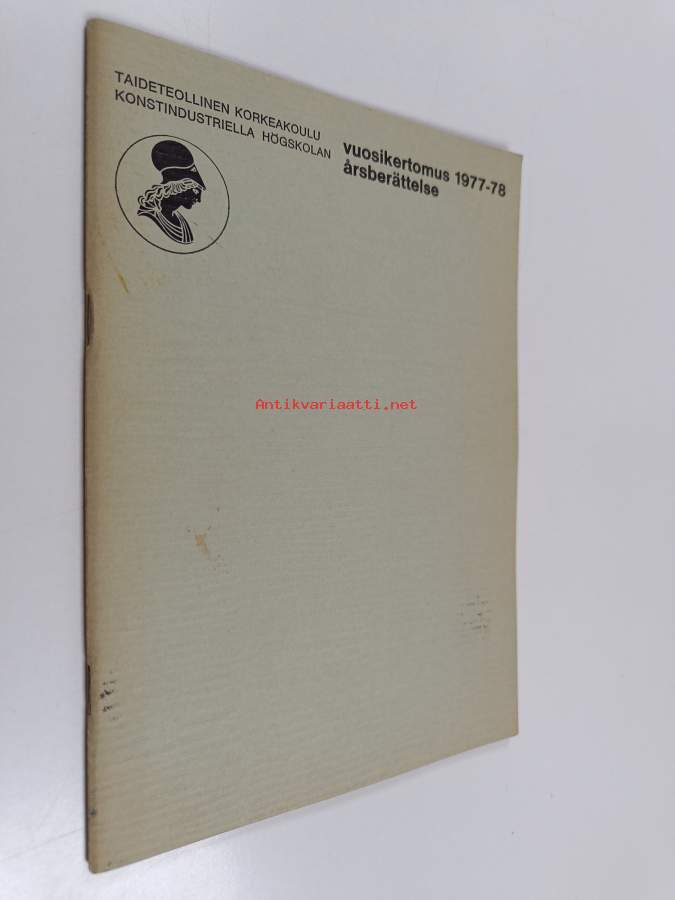 TAIDETEOLLINEN KORKEAKOULU
KONSTINDUSTRIELLA HÖGSKOLAN
vuosikertomus 1977-78
årsberättelse
Antikvariaatti.net